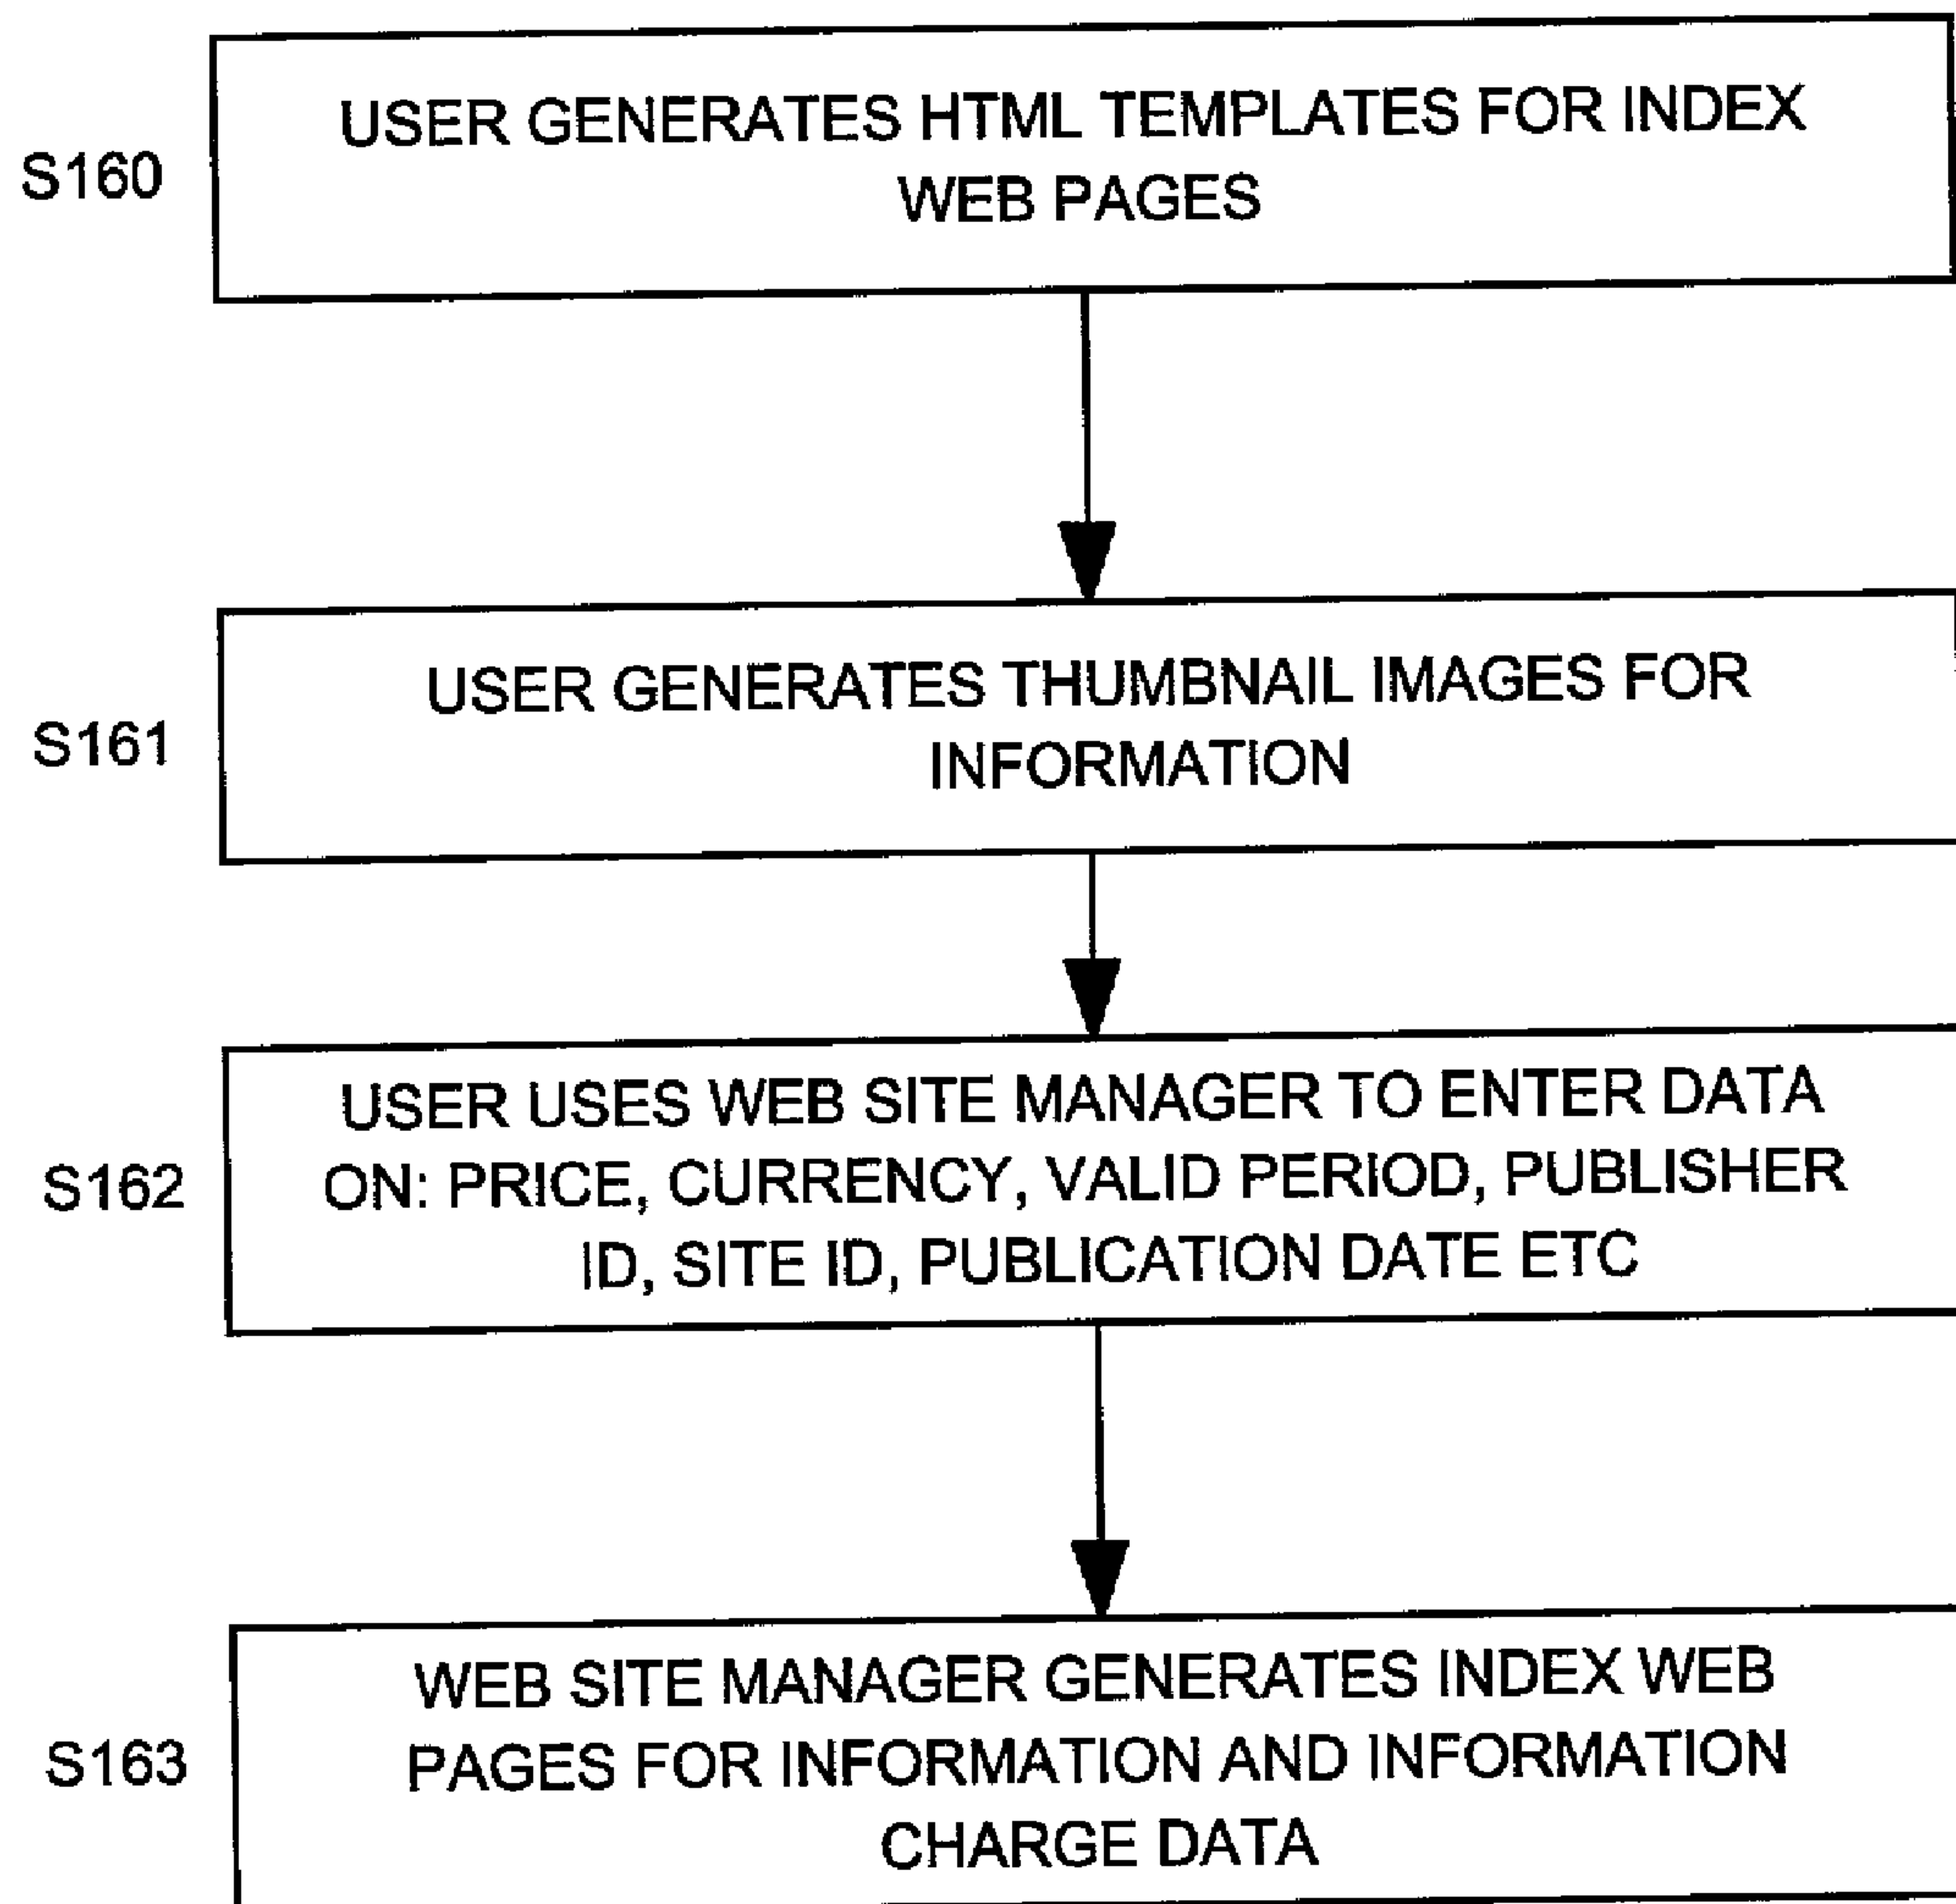 USER GENERATES HTML TEMPLATES FOR INDEX
WEB PAGES
S160
USER GENERATES THUMBNAIL IMAGES FOR
INFORMATION
S161
USER USES WEB SITE MANAGER TO ENTER DATA
ON: PRICE, CURRENCY, VALID PERIOD, PUBLISHER
ID, SITE ID, PUBLICATION DATE ETC
S162
WEB SITE MANAGER GENERATES INDEX WEB
PAGES FOR INFORMATION AND INFORMATION
CHARGE DATA
S163